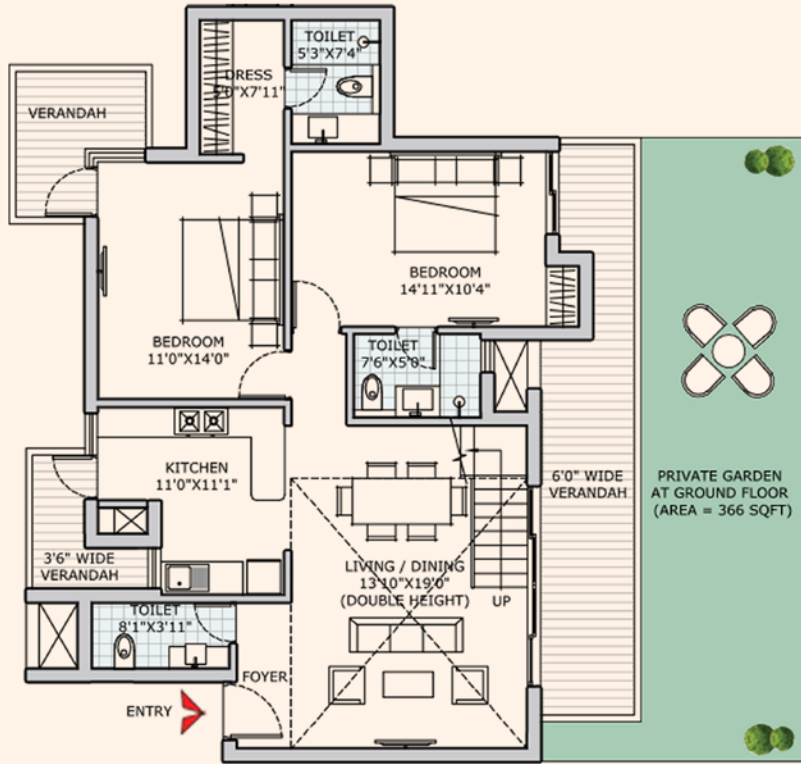 TOILET
5'3"X7'4"
DRESS
5'0"X7'11"
VERANDAH
BEDROOM
14'11"X10'4"
BEDROOM
11'0"X14'0"
TOILET
7'6"X5'0"
KITCHEN
11'0"X11'1"
6'0" WIDE
VERANDAH
PRIVATE GARDEN
AT GROUND FLOOR
(AREA = 366 SQFT)
3'6" WIDE
VERANDAH
LIVING / DINING
13'10"X19'0"
(DOUBLE HEIGHT)
UP
TOILET
8'1"X3'11"
FOYER
ENTRY